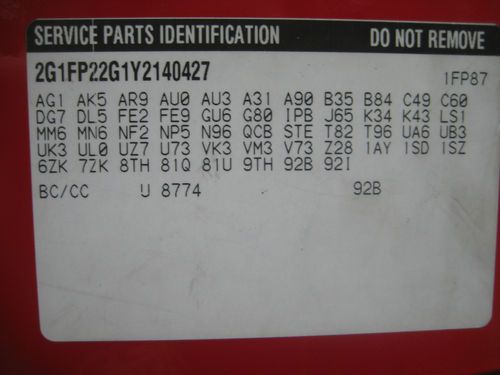 SERVICE PARTS IDENTIFICATION DO NOT REMOVE
2G1FP22G1Y2140427 1FP87
AG1 AK5 AR9 AU0 AU3 A31 A90 B35 B84 C49 C60
DG7 DL5 FE2 FE9 GU6 G80 IPB J65 K34 K43 LS1
MM6 MN6 NF2 NP5 N96 QCB STE T82 T96 UA6 UB3
UK3 UL0 UZ7 U73 VK3 VM3 V73 Z28 1AY 1SD 1SZ
6ZK 7ZK 8TH 81Q 81U 9TH 92B 92I
BC/CC U 8774 92B